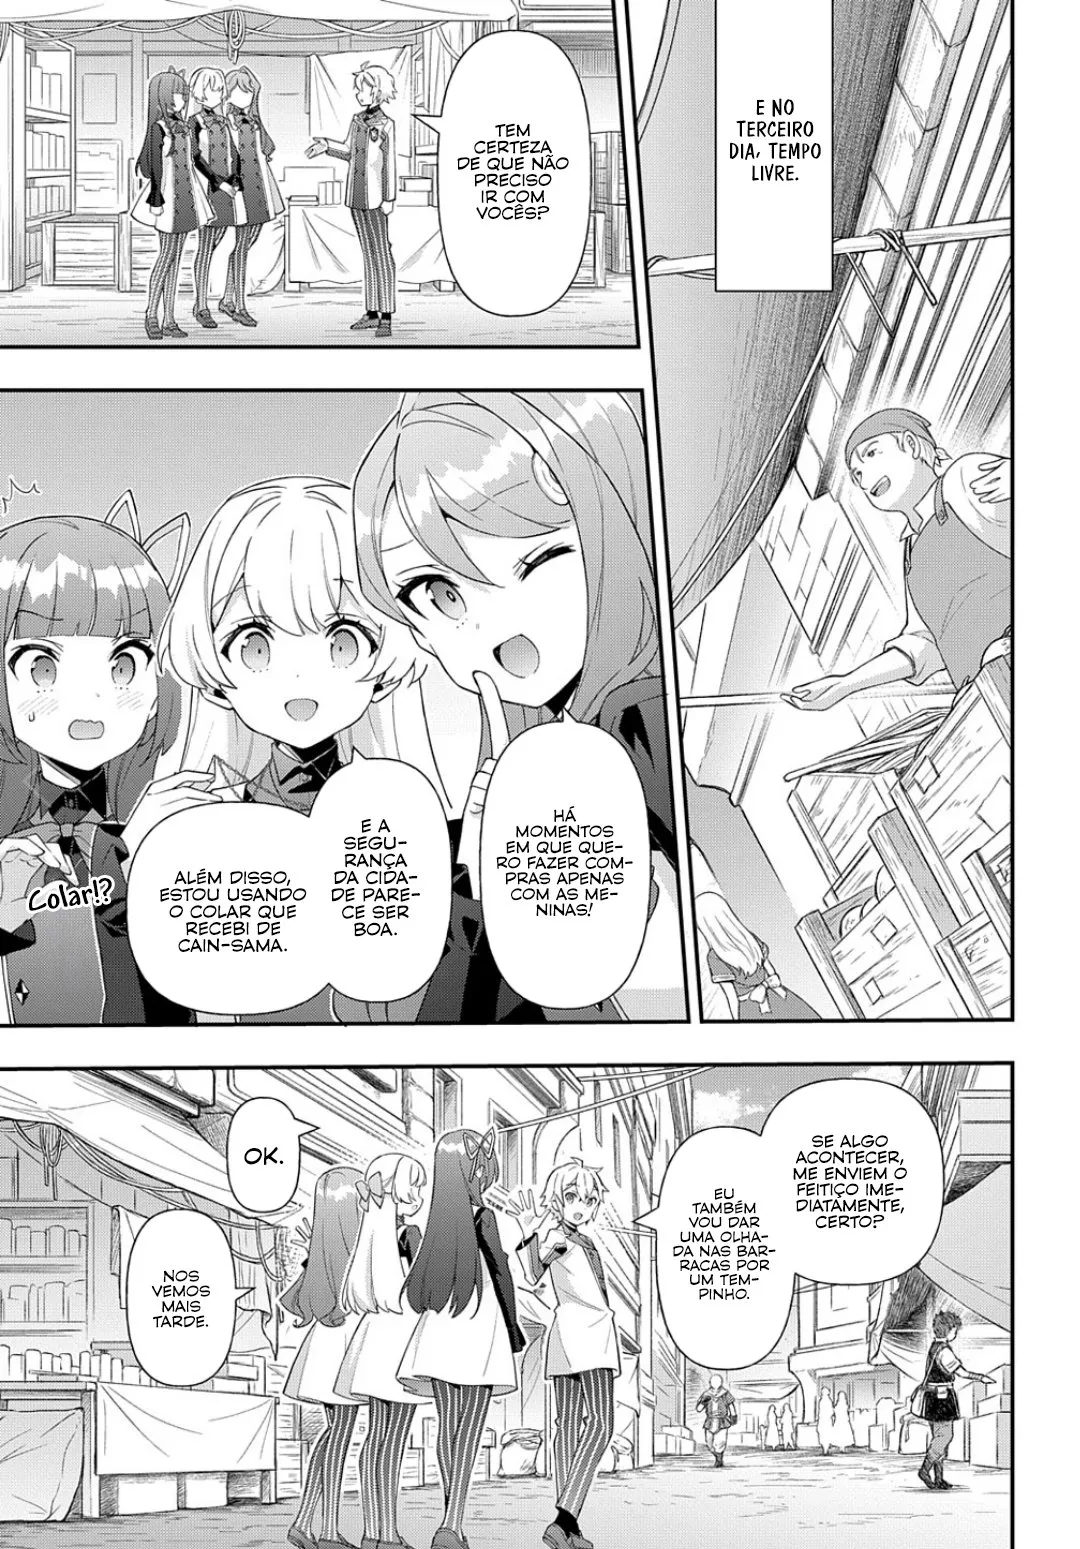 E NO
TERCEIRO
DIA, TEMPO
LIVRE.
TEM
CERTEZA
DE QUE NÃO
PRECISO
IR COM
VOCÊS?
HÁ
MOMENTOS
EM QUE QUE-
RO FAZER COM-
PRAS APENAS
COM AS ME-
NINAS!
E A
SEGU-
RANÇA
DA CIDA-
DE PARE-
CE SER
BOA.
ALÉM DISSO,
ESTOU USANDO
O COLAR QUE
RECEBI DE
CAIN-SAMA.
Colar!?
SE ALGO
ACONTECER,
ME ENVIEM O
FEITIÇO IME-
DIATAMENTE,
CERTO?
EU
TAMBÉM
VOU DAR
UMA OLHA-
DA NAS BAR-
RACAS POR
UM TEM-
PINHO.
OK.
NOS
VEMOS
MAIS
TARDE.